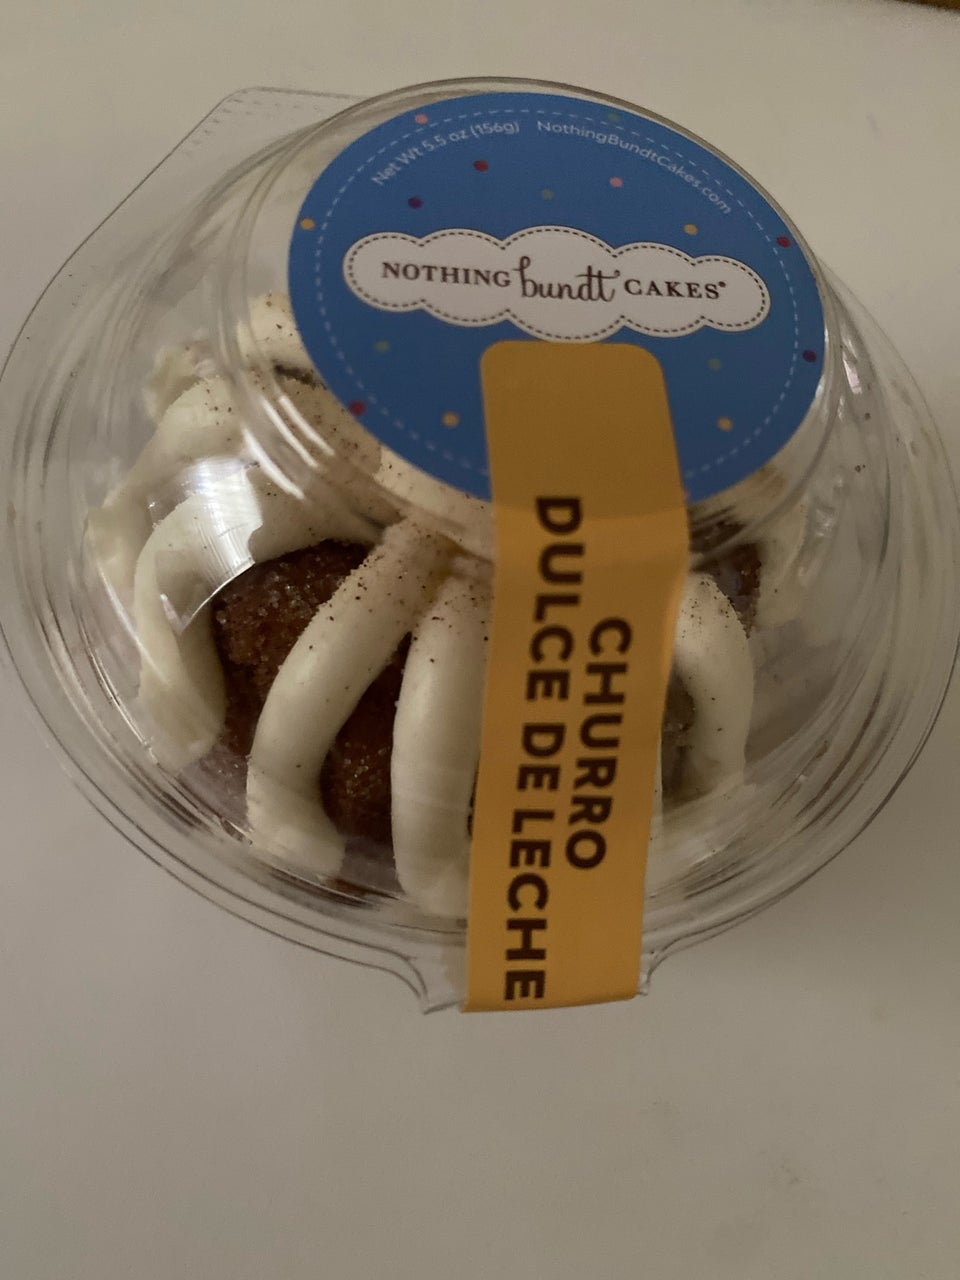 Net Wt 5.5 oz (156g) NothingBundtCakes.com
NOTHING bundt CAKES®
CHURRO
DULCE DE LECHE